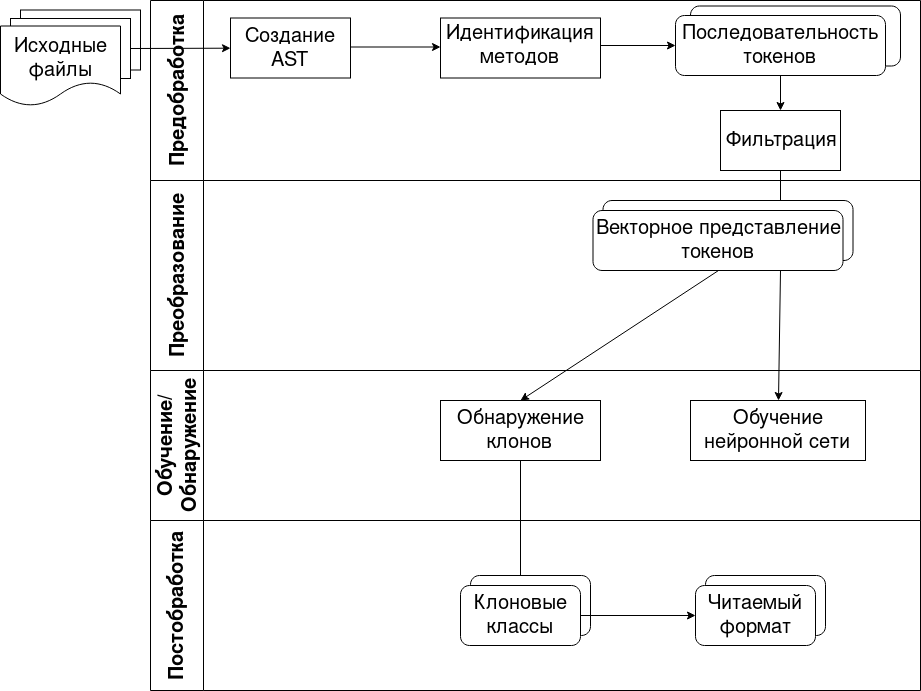 Исходные
файлы
Предобработка
Создание
AST
Идентификация
методов
Последовательность
токенов
Фильтрация
Преобразование
Векторное представление
токенов
Обучение/
Обнаружение
Обнаружение
клонов
Обучение
нейронной сети
Постобработка
Клоновые
классы
Читаемый
формат